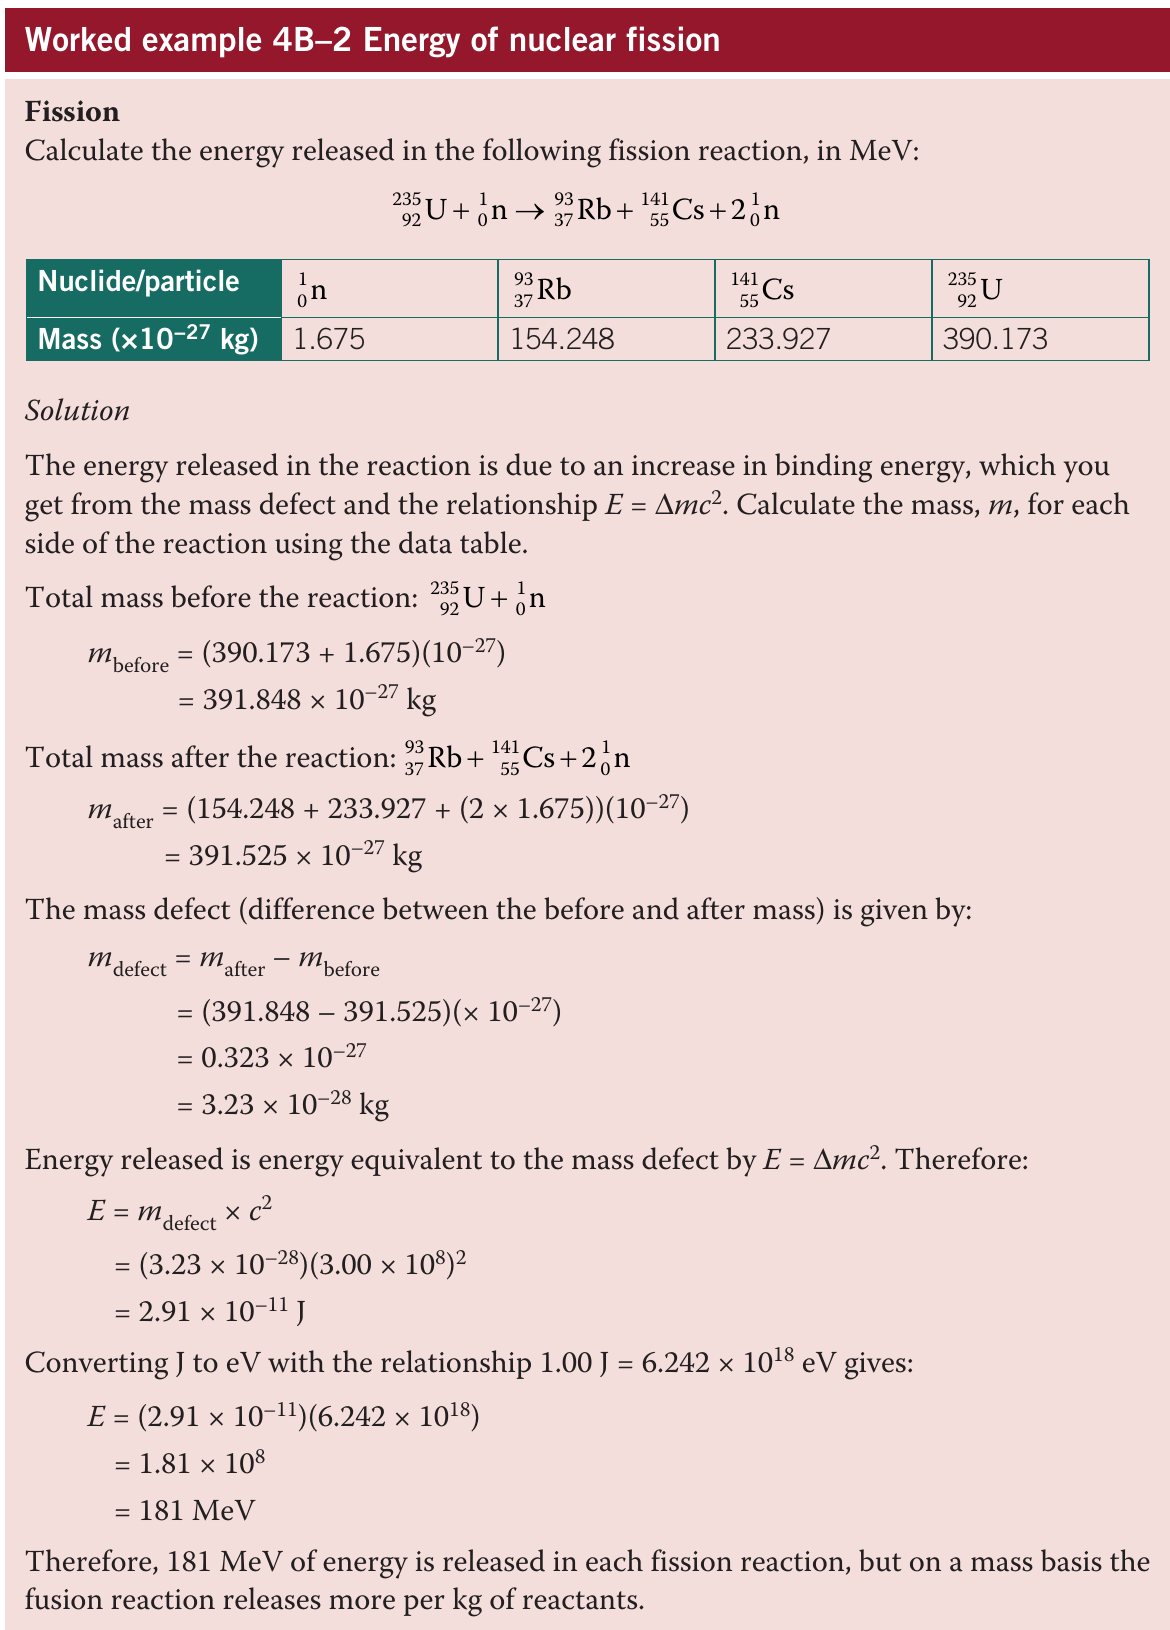 Worked example 4B–2 Energy of nuclear fission
Fission
Calculate the energy released in the following fission reaction, in MeV:
²³⁵₉₂U + ¹₀n → ⁹³₃₇Rb + ¹⁴¹₅₅Cs + 2 ¹₀n
Nuclide/particle ¹₀n ⁹³₃₇Rb ¹⁴¹₅₅Cs ²³⁵₉₂U
Mass (×10⁻²⁷ kg) 1.675 154.248 233.927 390.173
Solution
The energy released in the reaction is due to an increase in binding energy, which you
get from the mass defect and the relationship E = Δmc². Calculate the mass, m, for each
side of the reaction using the data table.
Total mass before the reaction: ²³⁵₉₂U + ¹₀n
m_before = (390.173 + 1.675)(10⁻²⁷)
= 391.848 × 10⁻²⁷ kg
Total mass after the reaction: ⁹³₃₇Rb + ¹⁴¹₅₅Cs + 2 ¹₀n
m_after = (154.248 + 233.927 + (2 × 1.675))(10⁻²⁷)
= 391.525 × 10⁻²⁷ kg
The mass defect (difference between the before and after mass) is given by:
m_defect = m_after − m_before
= (391.848 – 391.525)(× 10⁻²⁷)
= 0.323 × 10⁻²⁷
= 3.23 × 10⁻²⁸ kg
Energy released is energy equivalent to the mass defect by E = Δmc². Therefore:
E = m_defect × c²
= (3.23 × 10⁻²⁸)(3.00 × 10⁸)²
= 2.91 × 10⁻¹¹ J
Converting J to eV with the relationship 1.00 J = 6.242 × 10¹⁸ eV gives:
E = (2.91 × 10⁻¹¹)(6.242 × 10¹⁸)
= 1.81 × 10⁸
= 181 MeV
Therefore, 181 MeV of energy is released in each fission reaction, but on a mass basis the
fusion reaction releases more per kg of reactants.